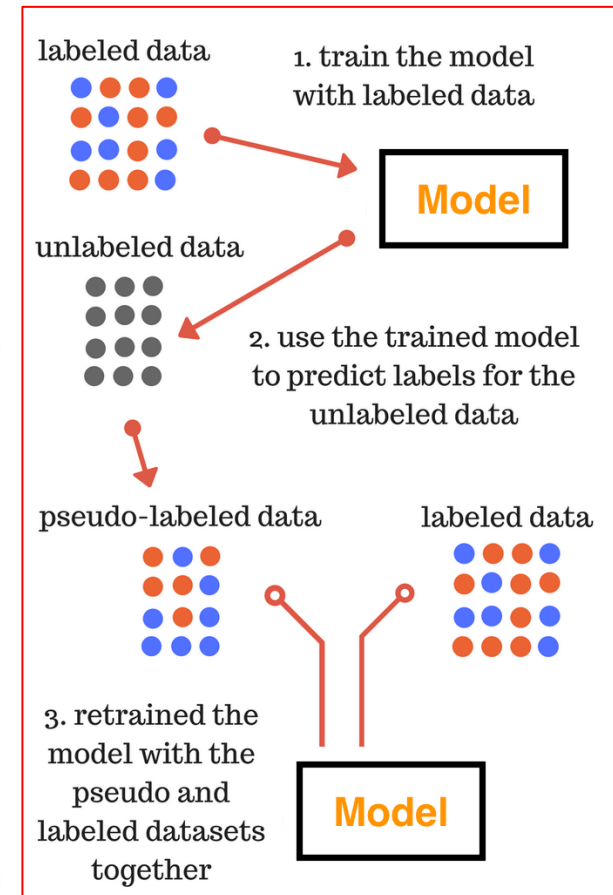 labeled data
1. train the model
with labeled data
Model
unlabeled data
2. use the trained model
to predict labels for the
unlabeled data
pseudo-labeled data
labeled data
3. retrained the
model with the
pseudo and
labeled datasets
together
Model